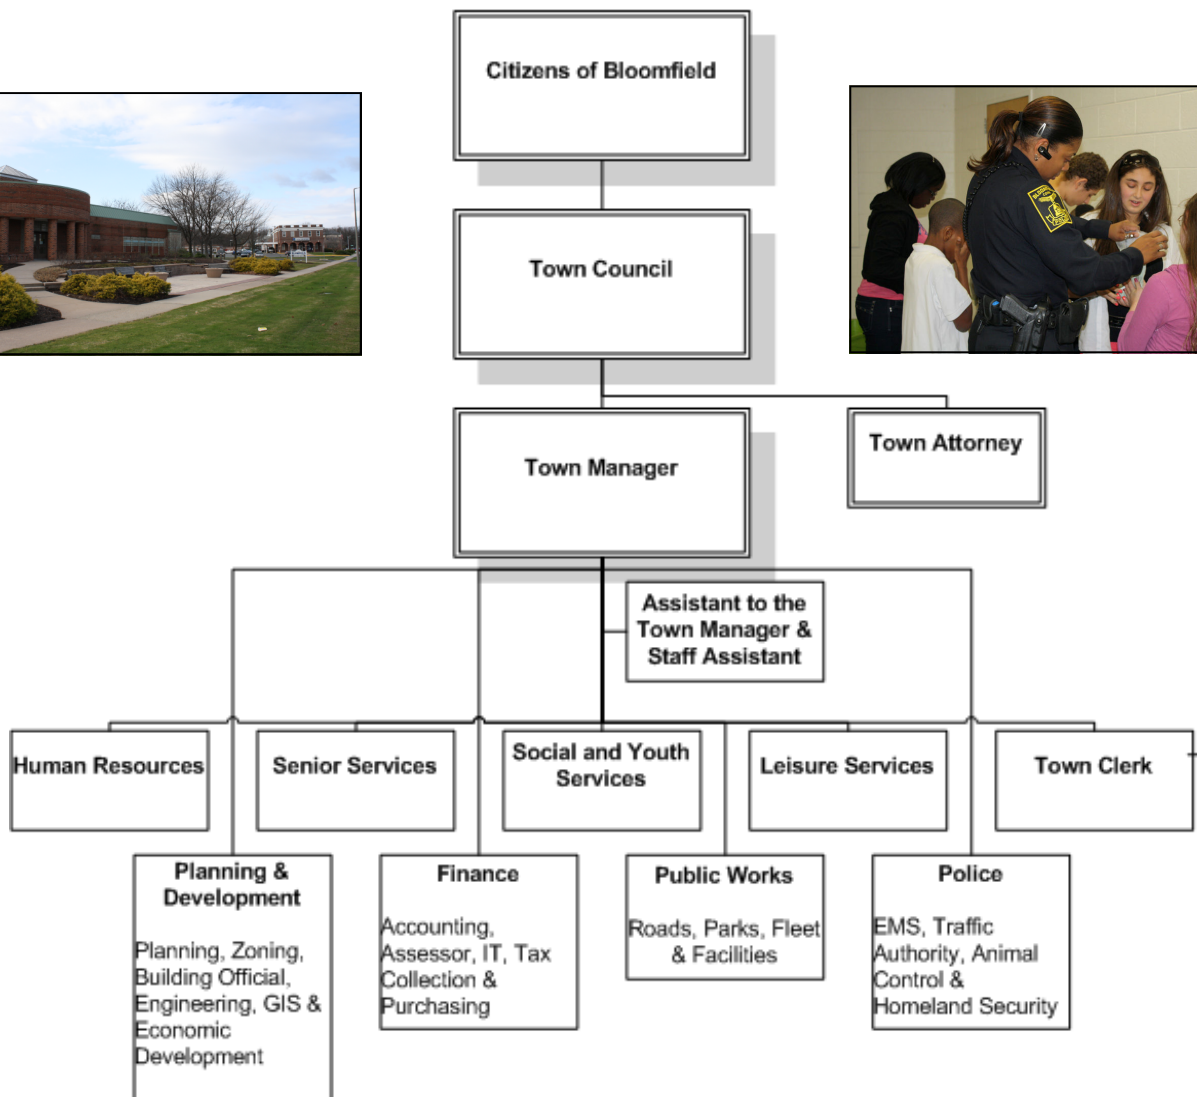 Citizens of Bloomfield
Town Council
Town Manager
Town Attorney
Assistant to the
Town Manager &
Staff Assistant
Human Resources
Senior Services
Social and Youth
Services
Leisure Services
Town Clerk
Planning &
Development
Planning, Zoning,
Building Official,
Engineering, GIS &
Economic
Development
Finance
Accounting,
Assessor, IT, Tax
Collection &
Purchasing
Public Works
Roads, Parks, Fleet
& Facilities
Police
EMS, Traffic
Authority, Animal
Control &
Homeland Security